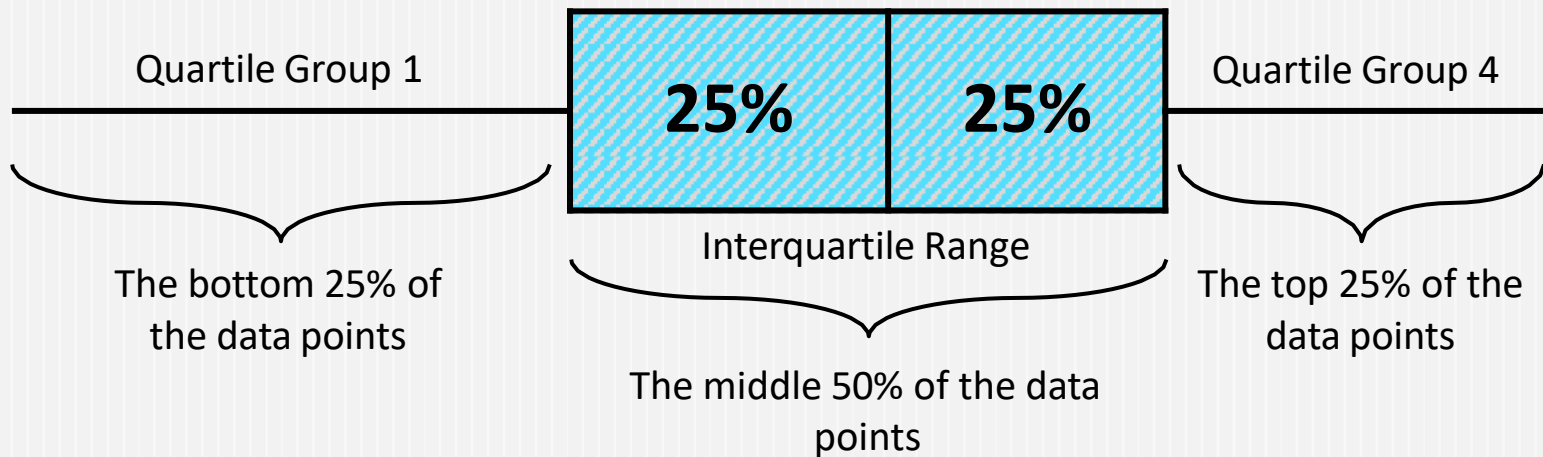 Quartile Group 1
25%
25%
Quartile Group 4
Interquartile Range
The bottom 25% of
the data points
The top 25% of the
data points
The middle 50% of the data
points